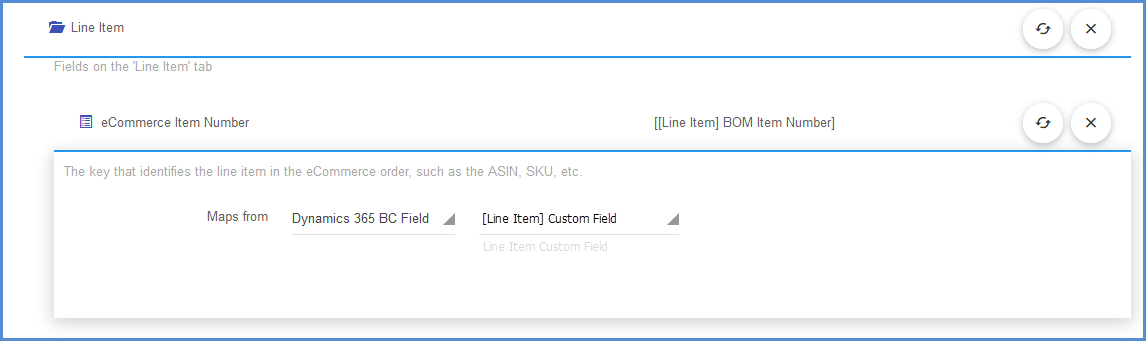 Line Item
Fields on the 'Line Item' tab
eCommerce Item Number [[Line Item] BOM Item Number]
The key that identifies the line item in the eCommerce order, such as the ASIN, SKU, etc.
Maps from Dynamics 365 BC Field [Line Item] Custom Field
Line Item Custom Field